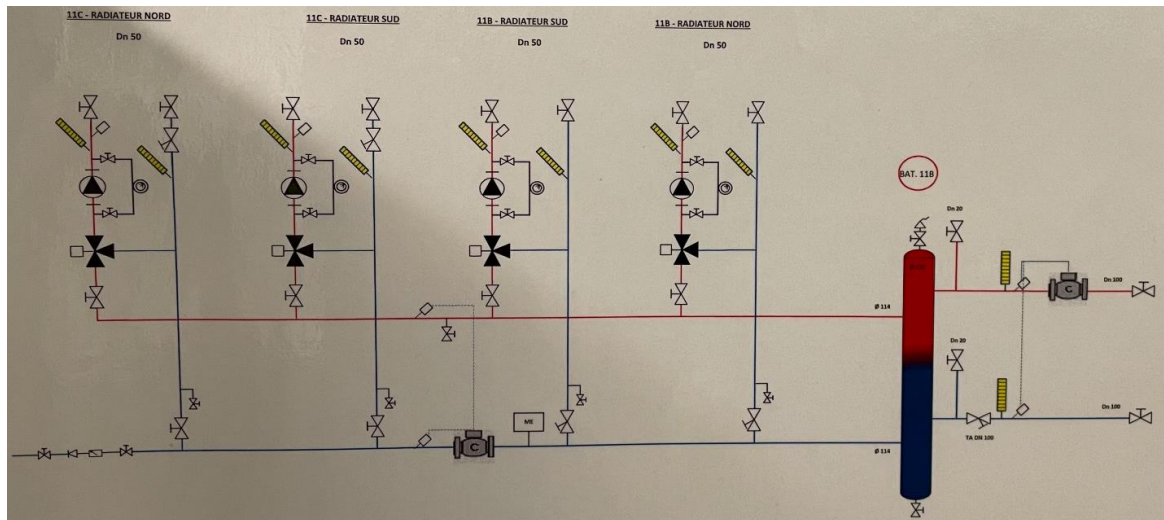 11C - RADIATEUR NORD
Dn 50
11C - RADIATEUR SUD
Dn 50
11B - RADIATEUR SUD
Dn 50
11B - RADIATEUR NORD
Dn 50
BAT. 11B
Dn 20
C
Dn 100
Ø 114
Dn 20
Dn 100
TA DN 100
C
Ø 114